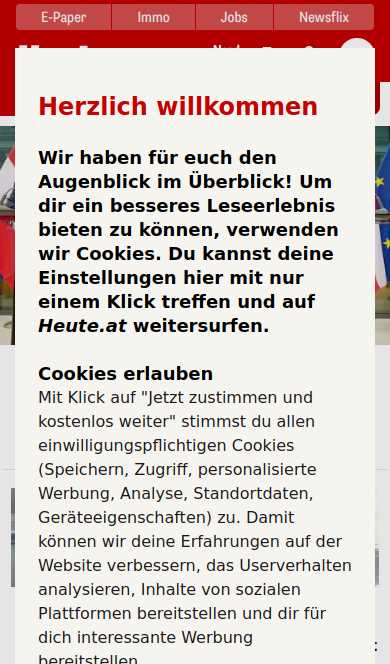 E-Paper Immo Jobs Newsflix
Herzlich willkommen
Wir haben für euch den
Augenblick im Überblick! Um
dir ein besseres Leseerlebnis
bieten zu können, verwenden
wir Cookies. Du kannst deine
Einstellungen hier mit nur
einem Klick treffen und auf
Heute.at weitersurfen.
Cookies erlauben
Mit Klick auf "Jetzt zustimmen und
kostenlos weiter" stimmst du allen
einwilligungspflichtigen Cookies
(Speichern, Zugriff, personalisierte
Werbung, Analyse, Standortdaten,
Geräteeigenschaften) zu. Damit
können wir deine Erfahrungen auf der
Website verbessern, das Userverhalten
analysieren, Inhalte von sozialen
Plattformen bereitstellen und dir für
dich interessante Werbung
bereitstellen